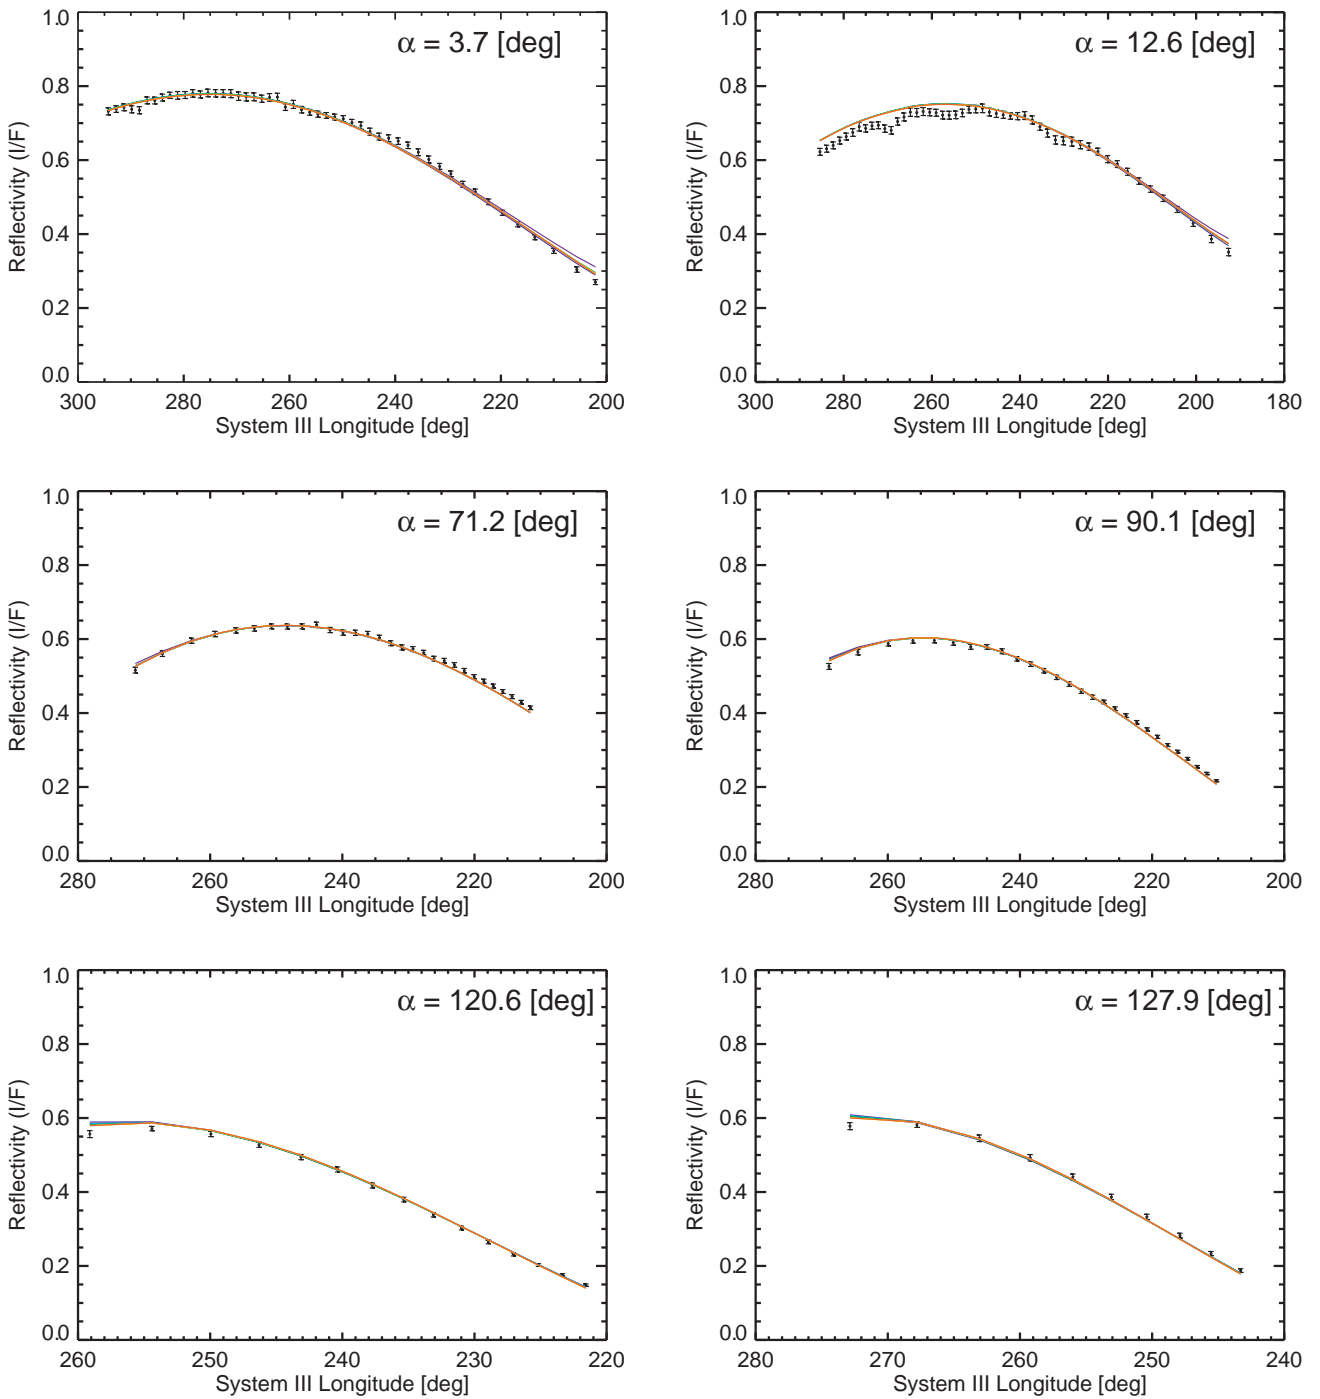 α = 3.7 [deg]
Reflectivity (I/F)
1.0
0.8
0.6
0.4
0.2
0.0
300 280 260 240 220 200
System III Longitude [deg]
α = 12.6 [deg]
Reflectivity (I/F)
1.0
0.8
0.6
0.4
0.2
0.0
300 280 260 240 220 200 180
System III Longitude [deg]
α = 71.2 [deg]
Reflectivity (I/F)
1.0
0.8
0.6
0.4
0.2
0.0
280 260 240 220 200
System III Longitude [deg]
α = 90.1 [deg]
Reflectivity (I/F)
1.0
0.8
0.6
0.4
0.2
0.0
280 260 240 220 200
System III Longitude [deg]
α = 120.6 [deg]
Reflectivity (I/F)
1.0
0.8
0.6
0.4
0.2
0.0
260 250 240 230 220
System III Longitude [deg]
α = 127.9 [deg]
Reflectivity (I/F)
1.0
0.8
0.6
0.4
0.2
0.0
280 270 260 250 240
System III Longitude [deg]